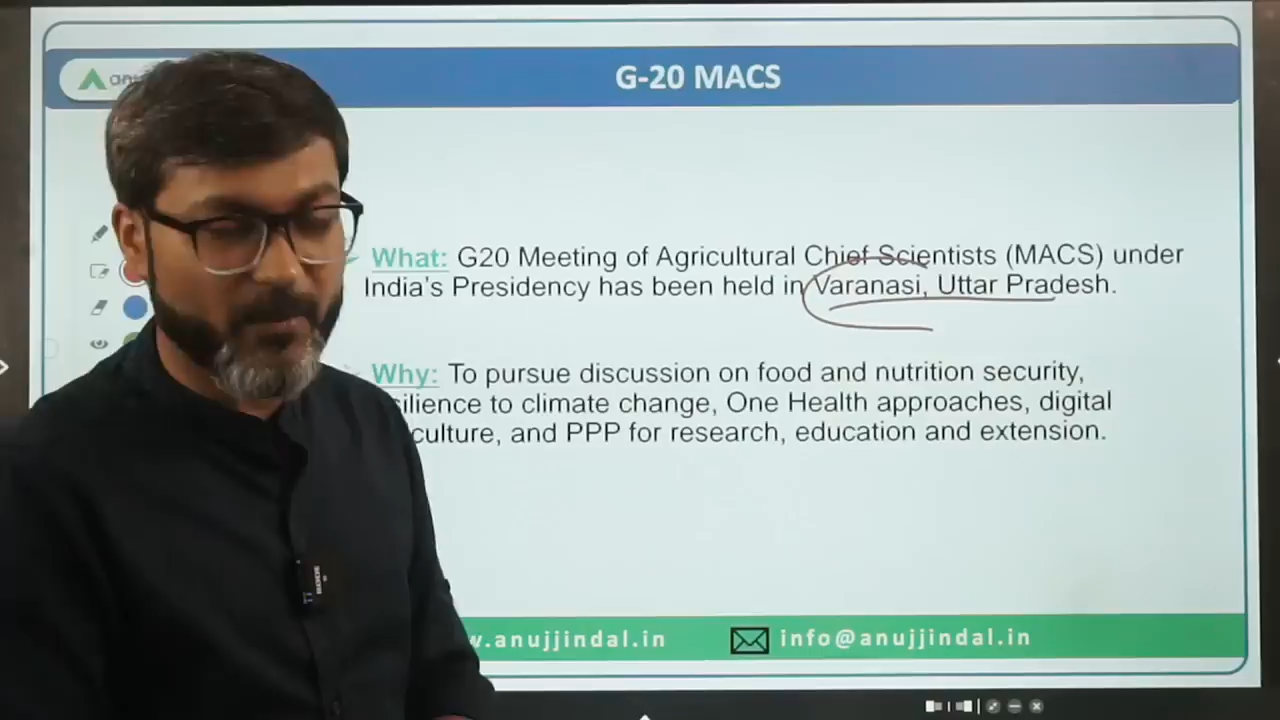 G-20 MACS
What: G20 Meeting of Agricultural Chief Scientists (MACS) under
India's Presidency has been held in Varanasi, Uttar Pradesh.
Why: To pursue discussion on food and nutrition security,
silience to climate change, One Health approaches, digital
culture, and PPP for research, education and extension.
w.anujjindal.in
info@anujjindal.in
RODE